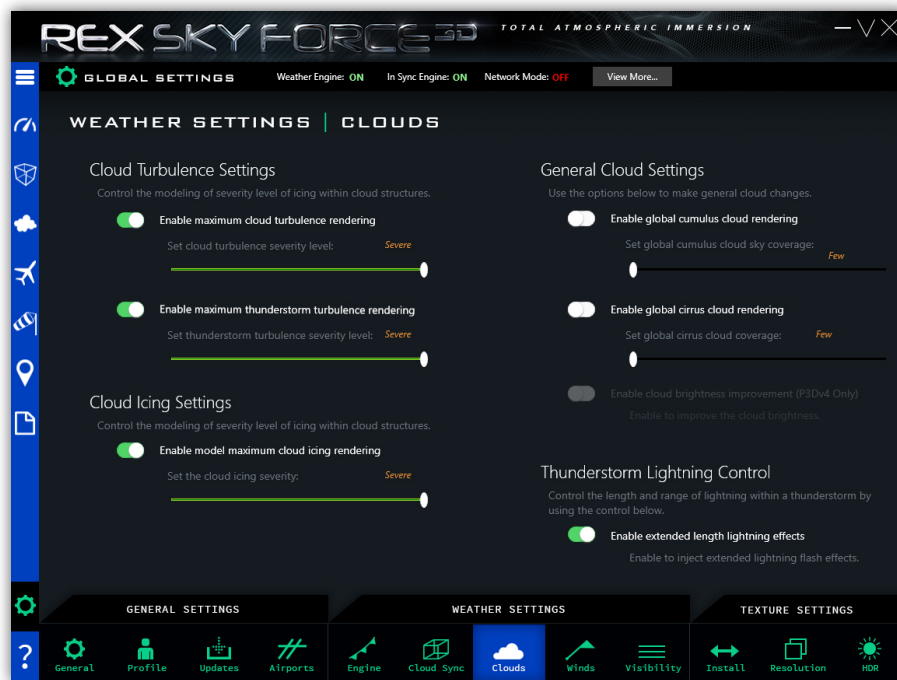 REX SKY FORCE 3D
TOTAL ATMOSPHERIC IMMERSION
GLOBAL SETTINGS
Weather Engine: ON In Sync Engine: ON Network Mode: OFF View More...
WEATHER SETTINGS | CLOUDS
Cloud Turbulence Settings
Control the modeling of severity level of icing within cloud structures.
Enable maximum cloud turbulence rendering
Set cloud turbulence severity level: Severe
Enable maximum thunderstorm turbulence rendering
Set thunderstorm turbulence severity level: Severe
Cloud Icing Settings
Control the modeling of severity level of icing within cloud structures.
Enable model maximum cloud icing rendering
Set the cloud icing severity: Severe
General Cloud Settings
Use the options below to make general cloud changes.
Enable global cumulus cloud rendering
Set global cumulus cloud sky coverage:
Few
Enable global cirrus cloud rendering
Set global cirrus cloud coverage: Few
Enable cloud brightness improvement (P3Dv4 Only)
Enable to improve the cloud brightness.
Thunderstorm Lightning Control
Control the length and range of lightning within a thunderstorm by
using the control below.
Enable extended length lightning effects
Enable to inject extended lightning flash effects.
GENERAL SETTINGS WEATHER SETTINGS TEXTURE SETTINGS
? General Profile Updates Airports Engine Cloud Sync Clouds Winds Visibility Install Resolution HDR